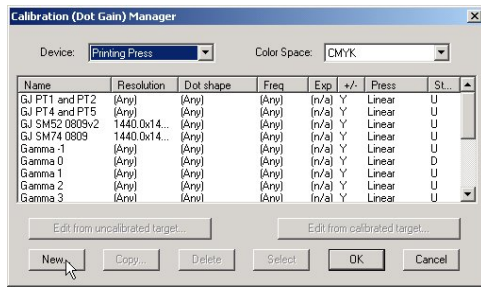 Calibration (Dot Gain) Manager
Device: Printing Press Color Space: CMYK
Name Resolution Dot shape Freq Exp +/- Press St...
GJ PT1 and PT2 (Any) (Any) (Any) (n/a) Y Linear U
GJ PT4 and PT5 (Any) (Any) (Any) (n/a) Y Linear U
GJ SM52 0809v2 1440.0x14... (Any) (Any) (n/a) Y Linear U
GJ SM74 0809 1440.0x14... (Any) (Any) (n/a) Y Linear U
Gamma -1 (Any) (Any) (Any) (n/a) Y Linear U
Gamma 0 (Any) (Any) (Any) (n/a) Y Linear D
Gamma 1 (Any) (Any) (Any) (n/a) Y Linear U
Gamma 2 (Any) (Any) (Any) (n/a) Y Linear U
Gamma 3 (Any) (Any) (Any) (n/a) Y Linear U
Edit from uncalibrated target... Edit from calibrated target...
New... Copy... Delete Select OK Cancel